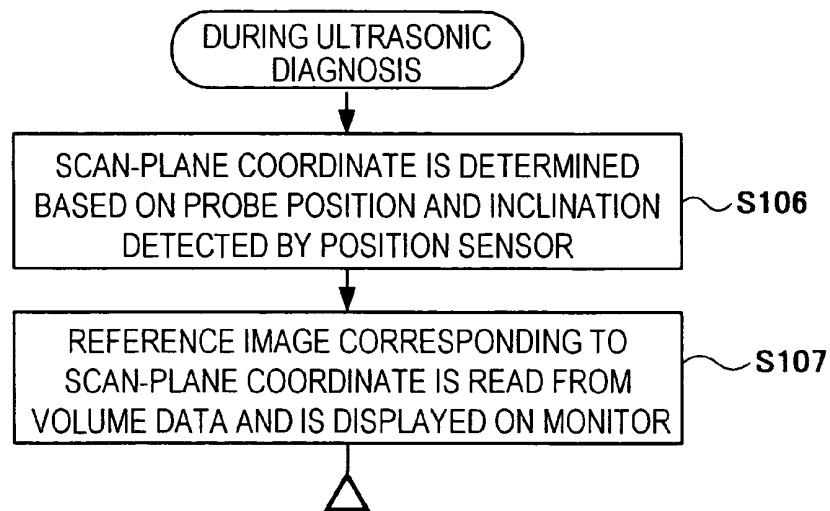 DURING ULTRASONIC
DIAGNOSIS
SCAN-PLANE COORDINATE IS DETERMINED
BASED ON PROBE POSITION AND INCLINATION
DETECTED BY POSITION SENSOR
S106
REFERENCE IMAGE CORRESPONDING TO
SCAN-PLANE COORDINATE IS READ FROM
VOLUME DATA AND IS DISPLAYED ON MONITOR
S107